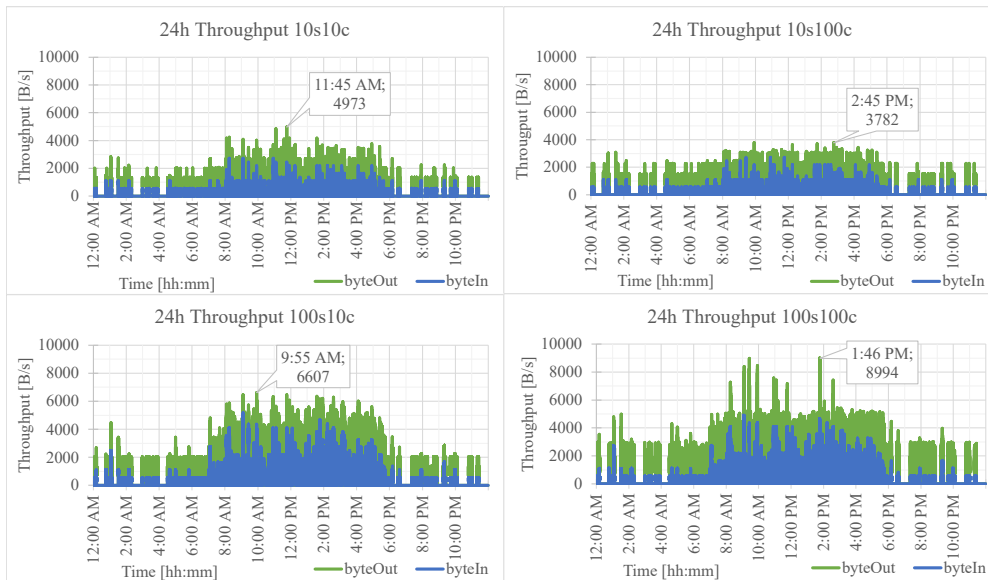 24h Throughput 10s10c
Throughput [B/s]
10000
8000
6000
4000
2000
0
11:45 AM;
4973
12:00 AM
2:00 AM
4:00 AM
6:00 AM
8:00 AM
10:00 AM
12:00 PM
2:00 PM
4:00 PM
6:00 PM
8:00 PM
10:00 PM
Time [hh:mm]
byteOut
byteIn
24h Throughput 10s100c
Througput [B/s]
10000
8000
6000
4000
2000
0
2:45 PM;
3782
12:00 AM
2:00 AM
4:00 AM
6:00 AM
8:00 AM
10:00 AM
12:00 PM
2:00 PM
4:00 PM
6:00 PM
8:00 PM
10:00 PM
Time [hh:mm]
byteOut
byteIn
24h Throughput 100s10c
Throughput [B/s]
10000
8000
6000
4000
2000
0
9:55 AM;
6607
12:00 AM
2:00 AM
4:00 AM
6:00 AM
8:00 AM
10:00 AM
12:00 PM
2:00 PM
4:00 PM
6:00 PM
8:00 PM
10:00 PM
Time [hh:mm]
byteOut
byteIn
24h Throughput 100s100c
Throughput [B/s]
10000
8000
6000
4000
2000
0
1:46 PM;
8994
12:00 AM
2:00 AM
4:00 AM
6:00 AM
8:00 AM
10:00 AM
12:00 PM
2:00 PM
4:00 PM
6:00 PM
8:00 PM
10:00PM
Time [hh:mm]
byteOut
byteIn